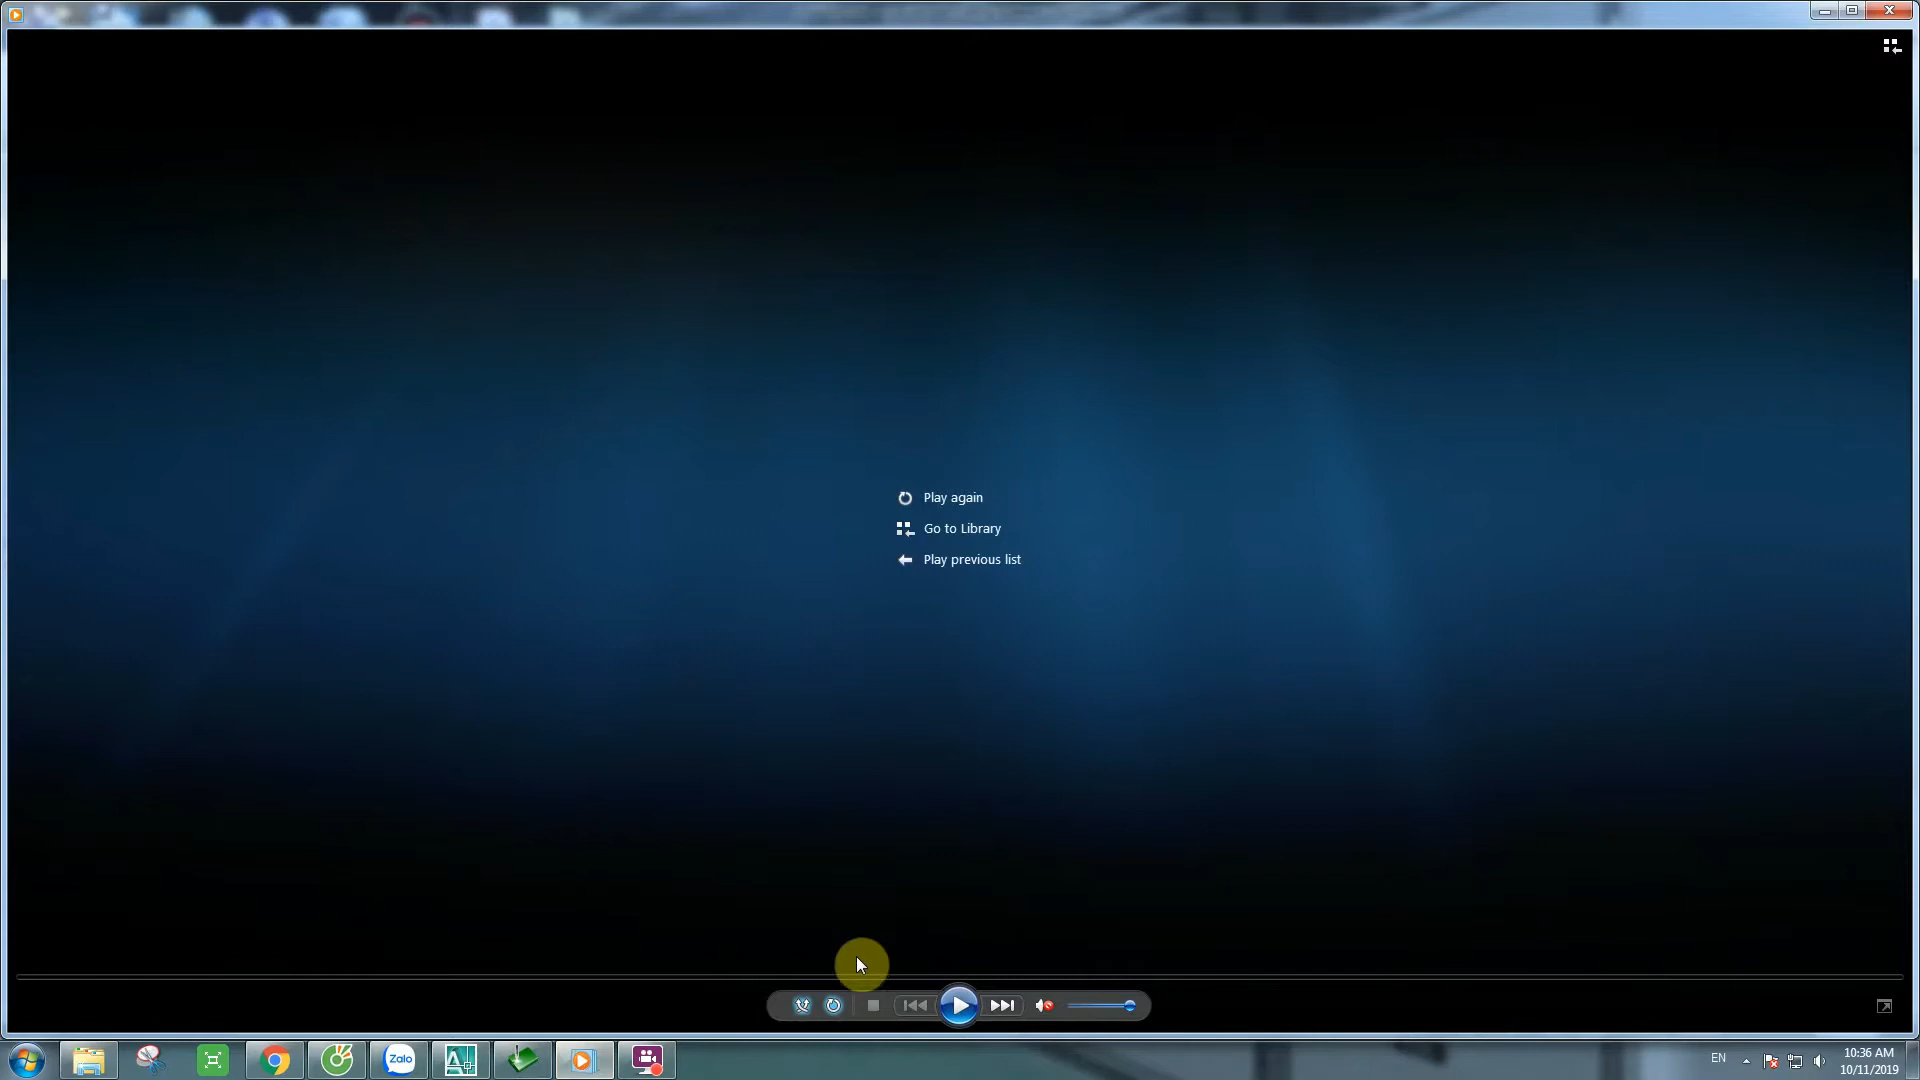 Play again
Go to Library
Play previous list
Zalo
EN
10:36 AM
10/11/2019